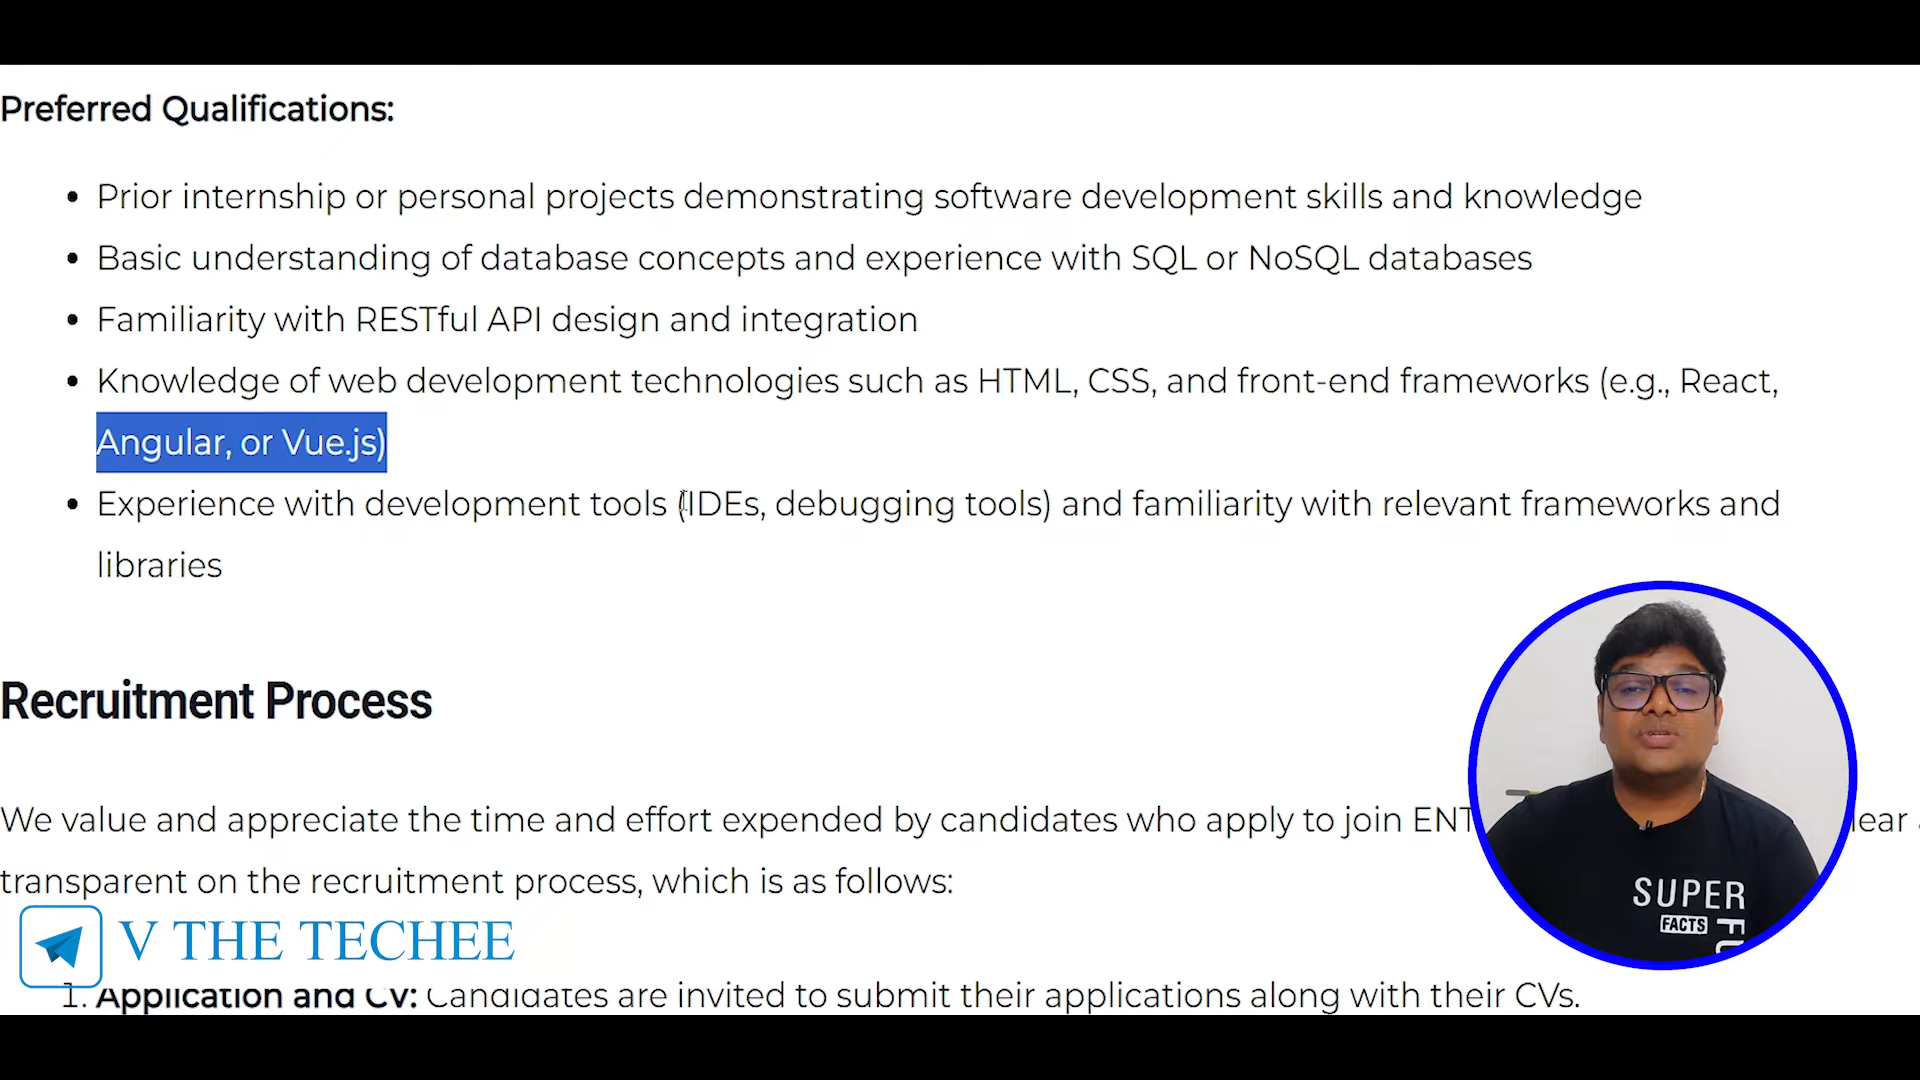 Preferred Qualifications:
• Prior internship or personal projects demonstrating software development skills and knowledge
• Basic understanding of database concepts and experience with SQL or NoSQL databases
• Familiarity with RESTful API design and integration
• Knowledge of web development technologies such as HTML, CSS, and front-end frameworks (e.g., React,
Angular, or Vue.js)
• Experience with development tools (IDEs, debugging tools) and familiarity with relevant frameworks and
libraries
Recruitment Process
We value and appreciate the time and effort expended by candidates who apply to join ENT
transparent on the recruitment process, which is as follows:
V THE TECHEE
1. Application and CV: Candidates are invited to submit their applications along with their CVs.
SUPER
FACTS